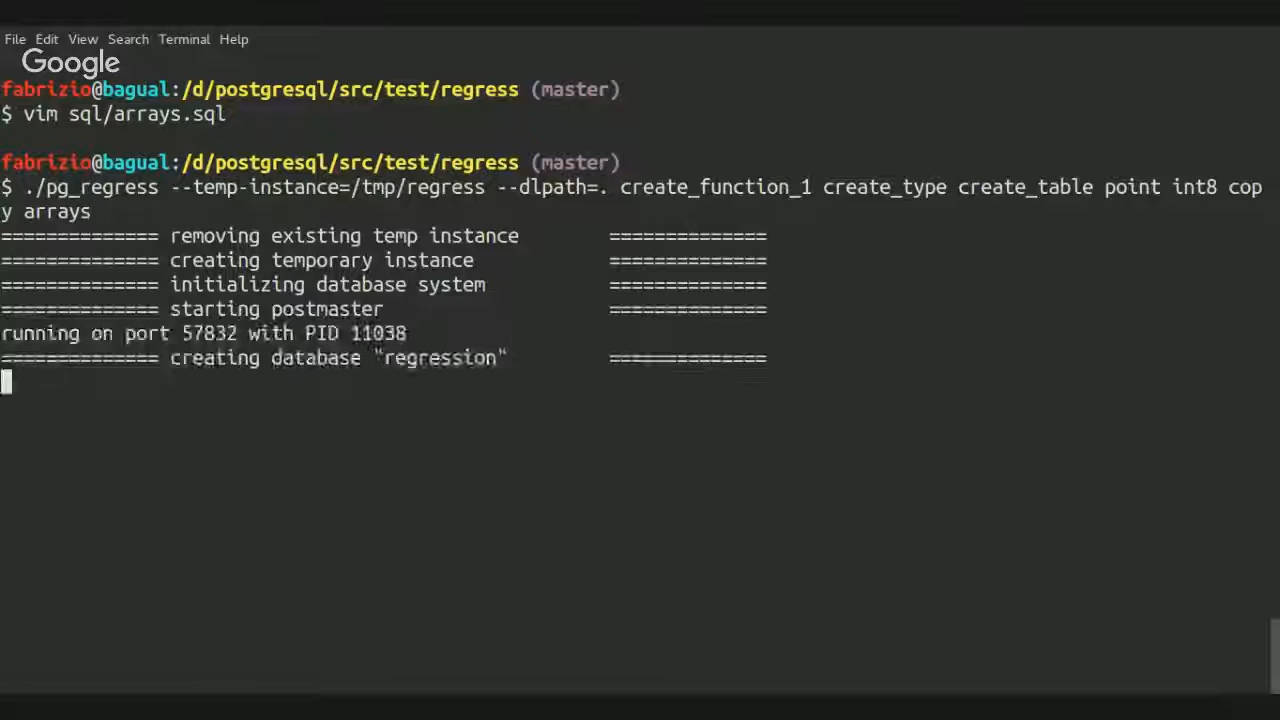 File Edit View Search Terminal Help
Google
fabrizio@bagual:/d/postgresql/src/test/regress (master)
$ vim sql/arrays.sql
fabrizio@bagual:/d/postgresql/src/test/regress (master)
$ ./pg_regress --temp-instance=/tmp/regress --dlpath=. create_function_1 create_type create_table point int8 cop
y arrays
============== removing existing temp instance        ==============
============== creating temporary instance            ==============
============== initializing database system           ==============
============== starting postmaster                    ==============
running on port 57832 with PID 11038
============== creating database "regression"         ==============